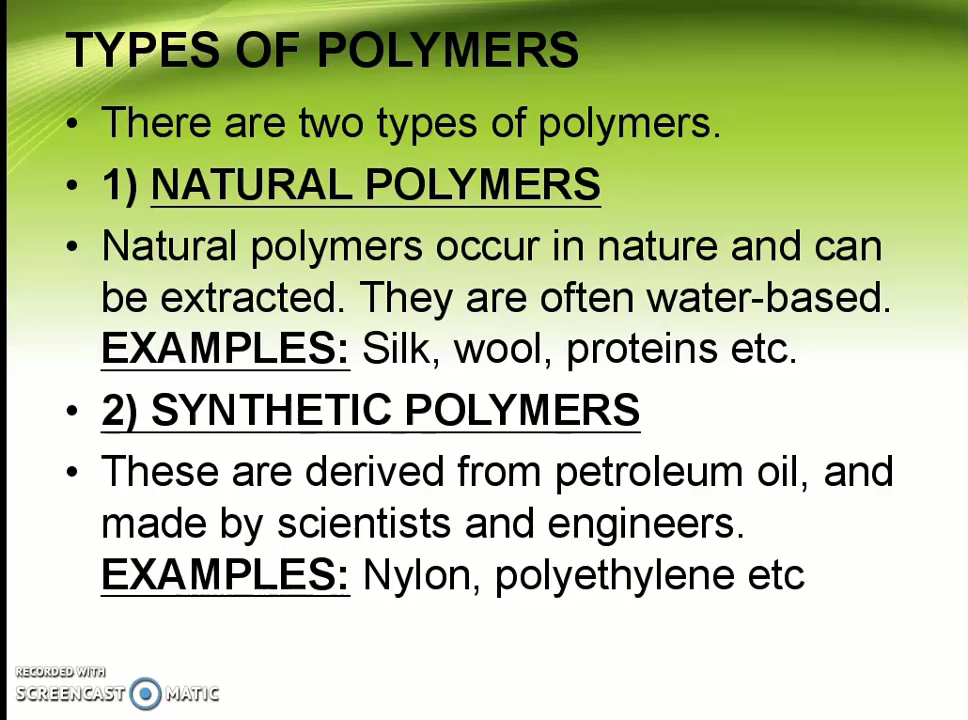 TYPES OF POLYMERS
• There are two types of polymers.
• 1) NATURAL POLYMERS
• Natural polymers occur in nature and can
be extracted. They are often water-based.
EXAMPLES: Silk, wool, proteins etc.
• 2) SYNTHETIC POLYMERS
• These are derived from petroleum oil, and
made by scientists and engineers.
EXAMPLES: Nylon, polyethylene etc
RECORDED WITH
SCREENCAST MATIC